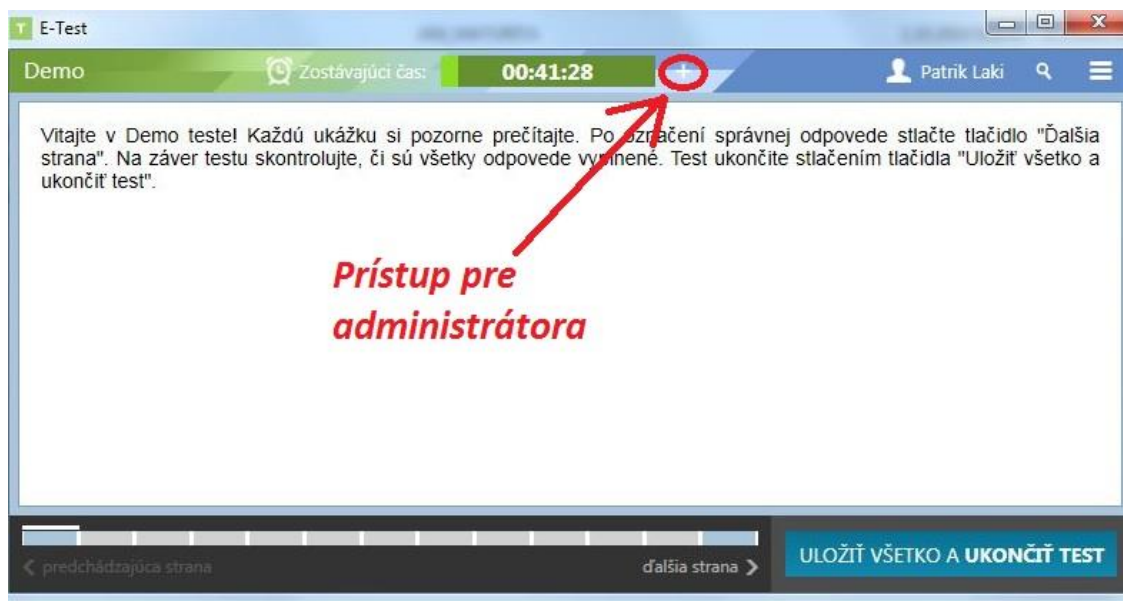 E-Test
Demo
Zostávajúci čas:
00:41:28
+
Patrik Laki
Vitajte v Demo teste! Každú ukážku si pozorne prečítajte. Po označení správnej odpovede stlačte tlačidlo "Ďalšia
strana". Na záver testu skontrolujte, či sú všetky odpovede vyplnené. Test ukončite stlačením tlačidla "Uložiť všetko a
ukončiť test".
Prístup pre
administrátora
predchádzajúca strana
ďalšia strana
ULOŽIŤ VŠETKO A UKONČIŤ TEST